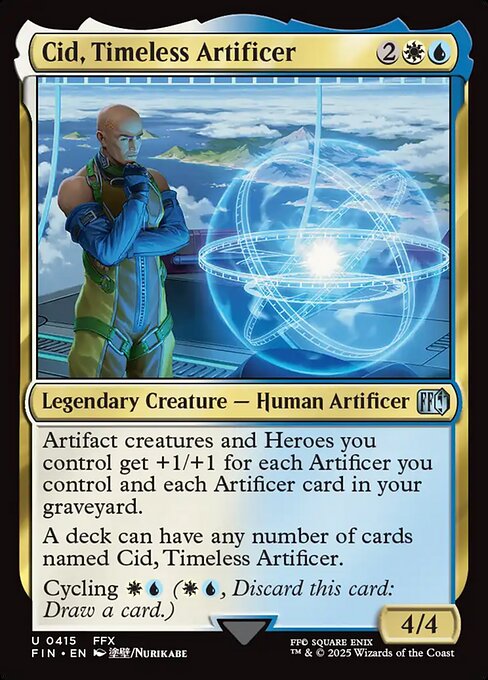 Cid, Timeless Artificer 2
Legendary Creature — Human Artificer FFX
Artifact creatures and Heroes you
control get +1/+1 for each Artificer you
control and each Artificer card in your
graveyard.
A deck can have any number of cards
named Cid, Timeless Artificer.
Cycling (, Discard this card:
Draw a card.)
4/4
U 0415 FFX
FIN • EN 塗壁/NURIKABE
FF© SQUARE ENIX
™ & © 2025 Wizards of the Coast